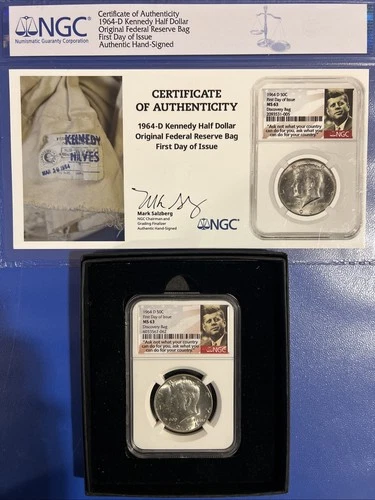 NGC
Numismatic Guaranty Corporation
Certificate of Authenticity
1964-D Kennedy Half Dollar
Original Federal Reserve Bag
First Day of Issue
Authentic Hand-Signed
CERTIFICATE
OF AUTHENTICITY
1964-D Kennedy Half Dollar
Original Federal Reserve Bag
First Day of Issue
KENNEDY
HALVES
Mark Salzberg
NGC Chairman and
Grading Finalizer
Authentic Hand-Signed
NGC
1964 D 50C
First Day of Issue
MS 63
Discovery Bag
"Ask not what your country
can do for you, ask what you
can do for your country"
NGC
1964 D 50C
First Day of Issue
MS 63
Discovery Bag
"Ask not what your country
can do for you, ask what you
can do for your country"
NGC